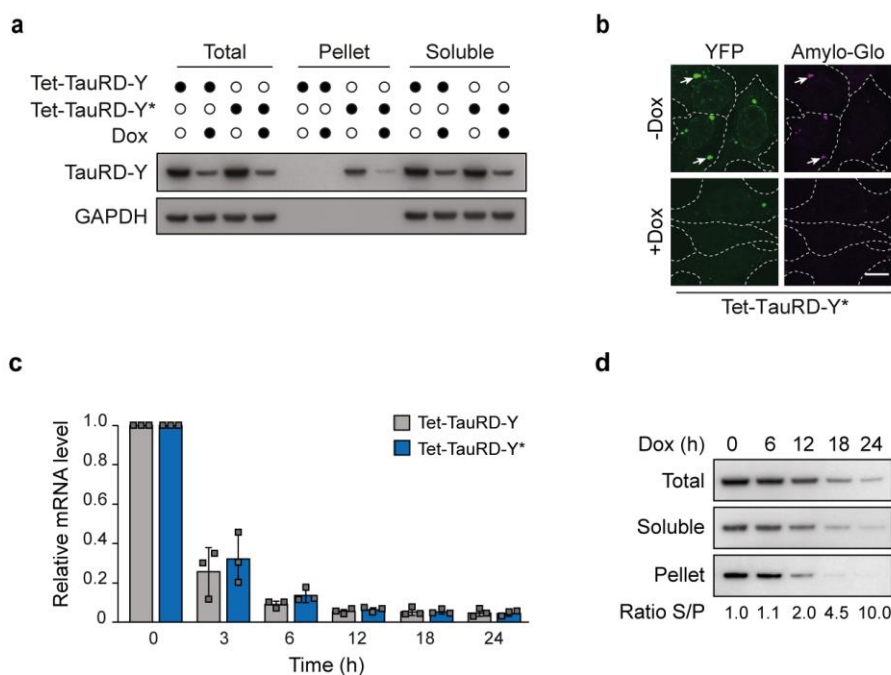 a
Total Pellet Soluble
Tet-TauRD-Y
Tet-TauRD-Y*
Dox
TauRD-Y
GAPDH
b
YFP Amylo-Glo
-Dox
+Dox
Tet-TauRD-Y*
c
Relative mRNA level
1.0
0.8
0.6
0.4
0.2
0
Tet-TauRD-Y
Tet-TauRD-Y*
0 3 6 12 18 24
Time (h)
d
Dox (h) 0 6 12 18 24
Total
Soluble
Pellet
Ratio S/P 1.0 1.1 2.0 4.5 10.0